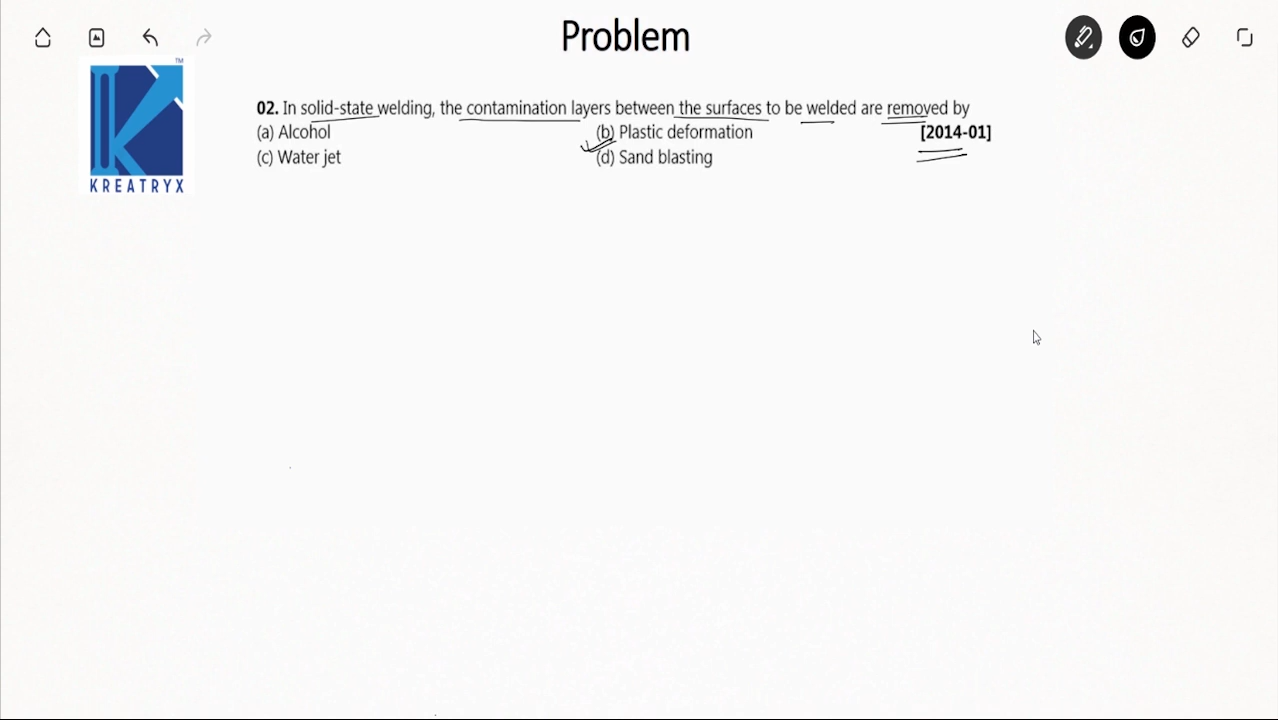 Problem
TM
KREATRYX
02. In solid-state welding, the contamination layers between the surfaces to be welded are removed by
(a) Alcohol (b) Plastic deformation [2014-01]
(c) Water jet (d) Sand blasting